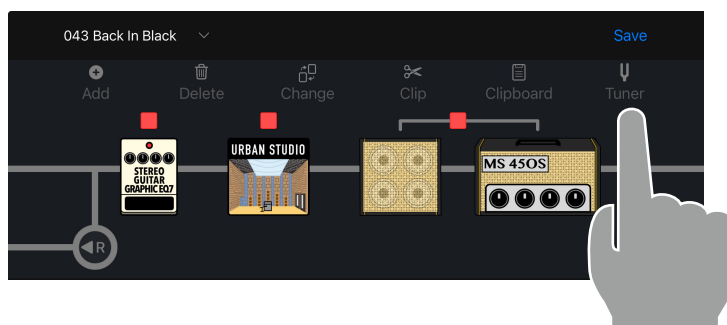 043 Back In Black
Save
Add
Delete
Change
Clip
Clipboard
Tuner
STEREO
GUITAR
GRAPHIC EQ7
URBAN STUDIO
MS 45OS
R